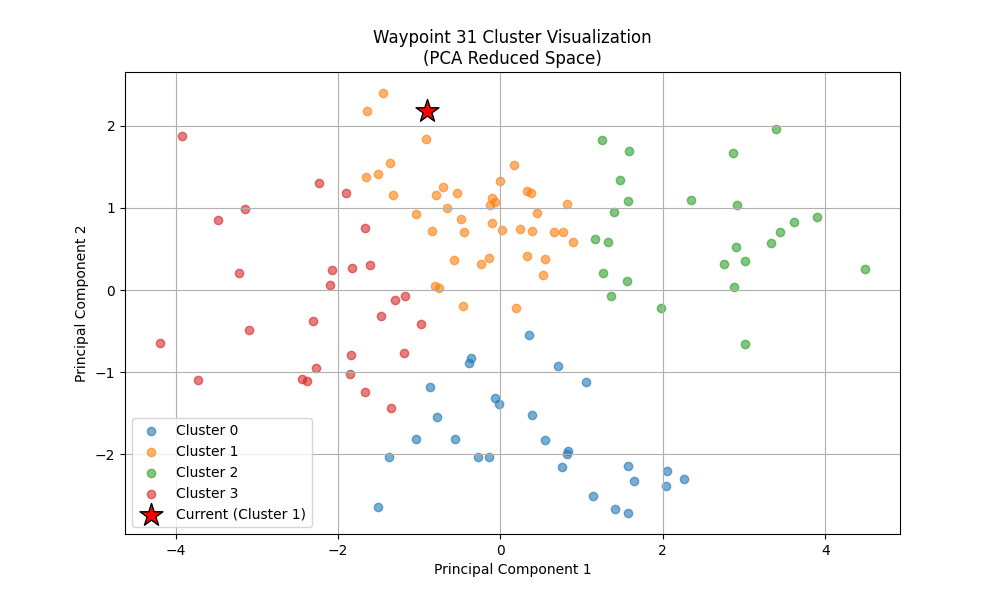 Waypoint 31 Cluster Visualization
(PCA Reduced Space)
Principal Component 2
2
1
0
−1
−2
Cluster 0
Cluster 1
Cluster 2
Cluster 3
Current (Cluster 1)
−4
−2
0
2
4
Principal Component 1